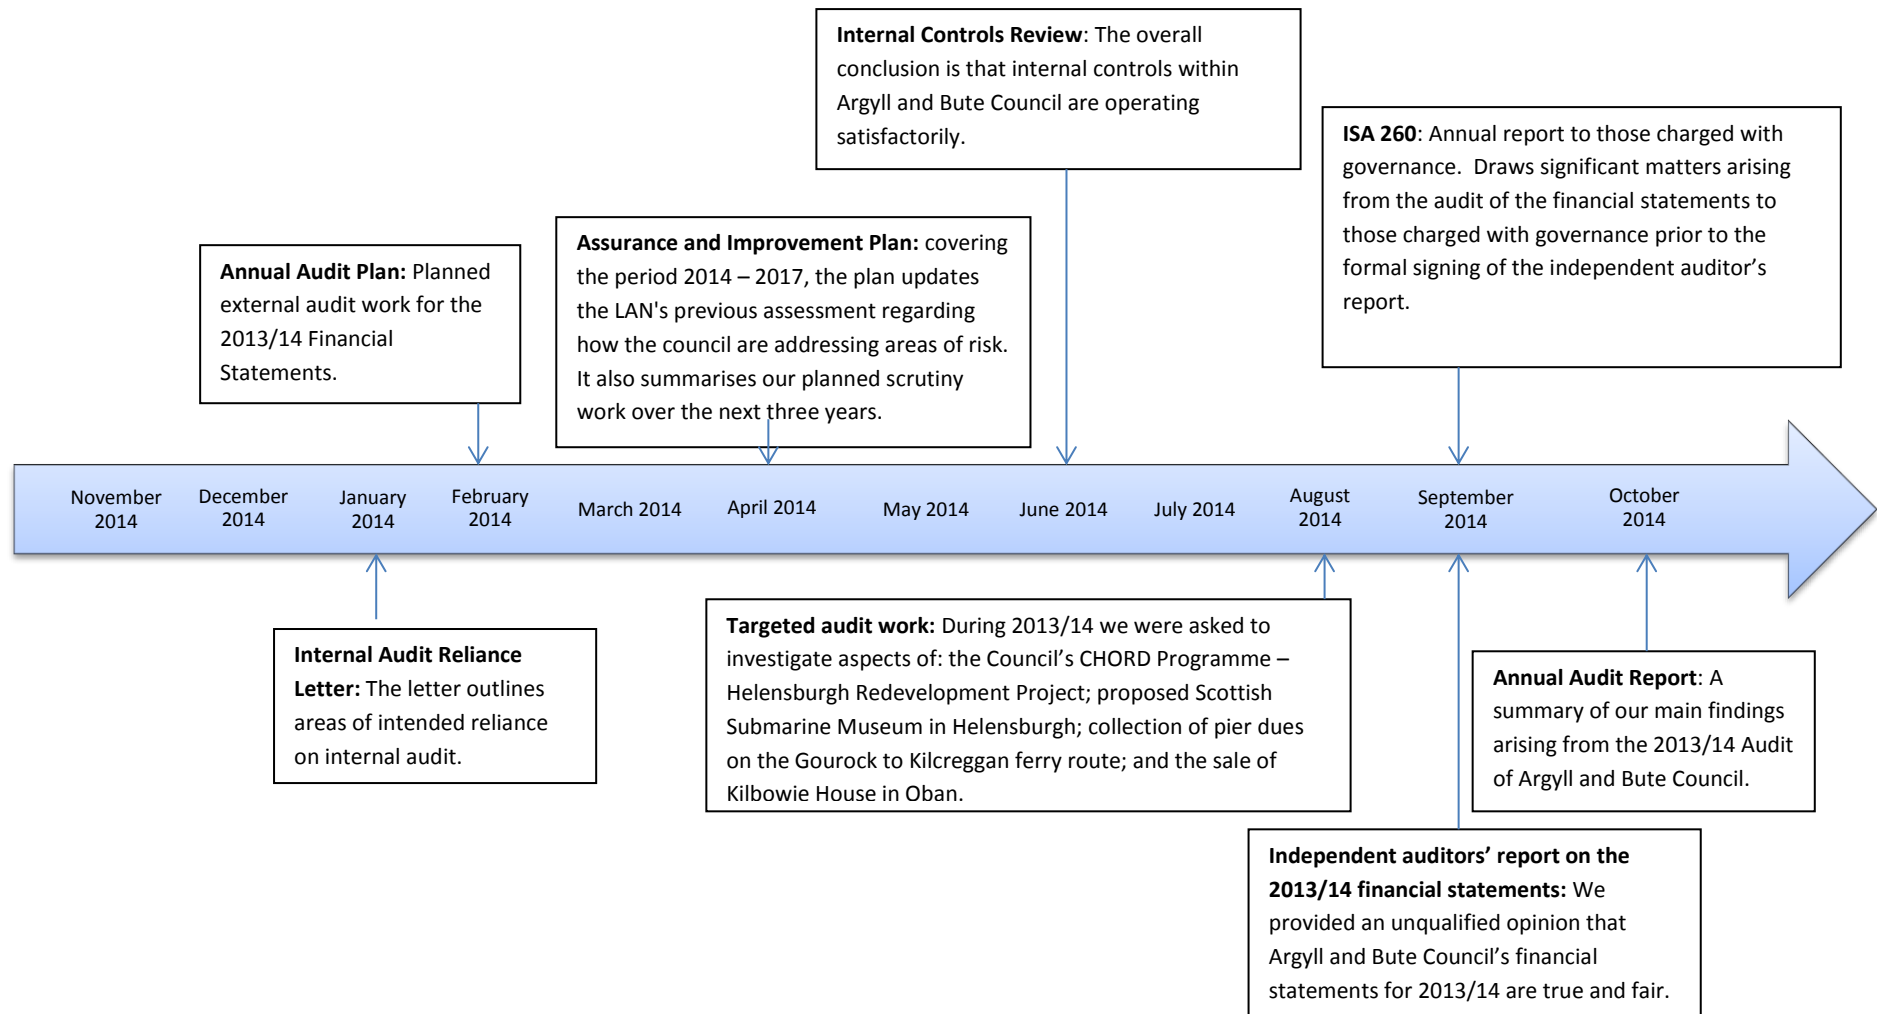 Internal Controls Review: The overall
conclusion is that internal controls within
Argyll and Bute Council are operating
satisfactorily.
ISA 260: Annual report to those charged with
governance.  Draws significant matters arising
from the audit of the financial statements to
those charged with governance prior to the
formal signing of the independent auditor’s
report.
Assurance and Improvement Plan: covering
the period 2014 – 2017, the plan updates
the LAN's previous assessment regarding
how the council are addressing areas of risk.
It also summarises our planned scrutiny
work over the next three years.
Annual Audit Plan: Planned
external audit work for the
2013/14 Financial
Statements.
November
2014
December
2014
January
2014
February
2014
March 2014
April 2014
May 2014
June 2014
July 2014
August
2014
September
2014
October
2014
Internal Audit Reliance
Letter: The letter outlines
areas of intended reliance
on internal audit.
Targeted audit work: During 2013/14 we were asked to
investigate aspects of: the Council’s CHORD Programme –
Helensburgh Redevelopment Project; proposed Scottish
Submarine Museum in Helensburgh; collection of pier dues
on the Gourock to Kilcreggan ferry route; and the sale of
Kilbowie House in Oban.
Annual Audit Report: A
summary of our main findings
arising from the 2013/14 Audit
of Argyll and Bute Council.
Independent auditors’ report on the
2013/14 financial statements: We
provided an unqualified opinion that
Argyll and Bute Council’s financial
statements for 2013/14 are true and fair.